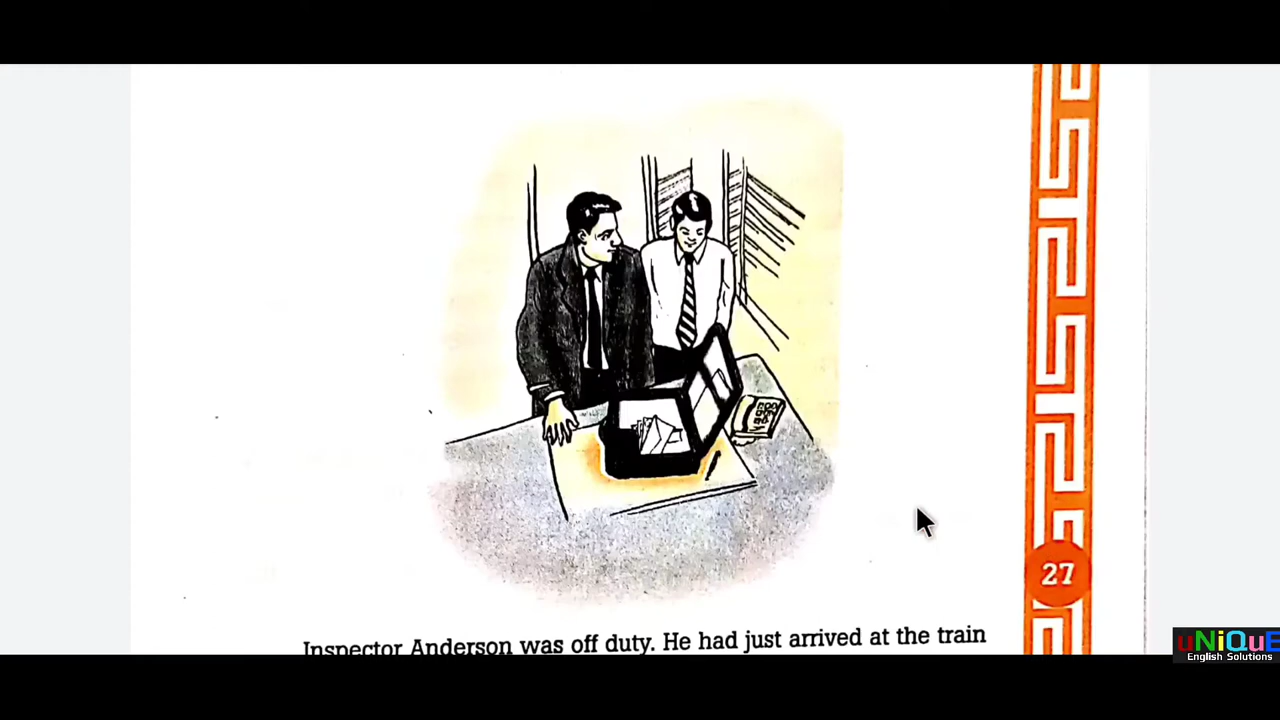 27
Inspector Anderson was off duty. He had just arrived at the train
uNiQuE
English Solutions